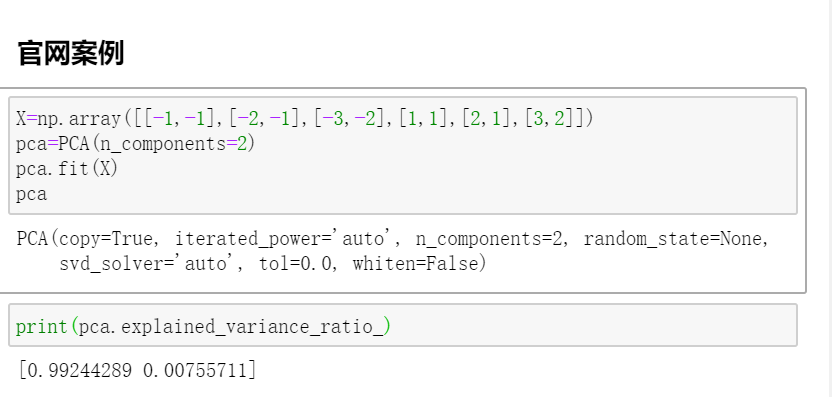 官网案例
X=np.array([[-1,-1],[-2,-1],[-3,-2],[1,1],[2,1],[3,2]])
pca=PCA(n_components=2)
pca.fit(X)
pca
PCA(copy=True, iterated_power='auto', n_components=2, random_state=None,
    svd_solver='auto', tol=0.0, whiten=False)
print(pca.explained_variance_ratio_)
[0.99244289 0.00755711]